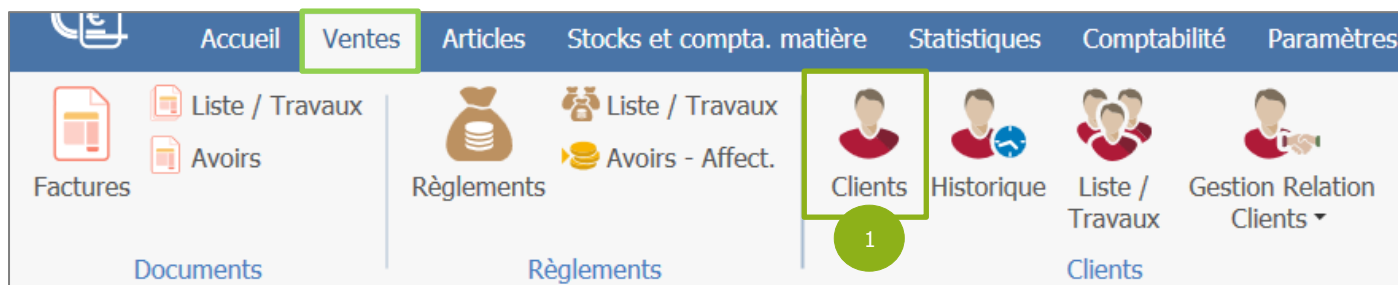 Accueil Ventes Articles Stocks et compta. matière Statistiques Comptabilité Paramètres
Factures
Liste / Travaux
Avoirs
Documents
Règlements
Liste / Travaux
Avoirs - Affect.
Règlements
Clients
1
Historique
Liste /
Travaux
Gestion Relation
Clients
Clients